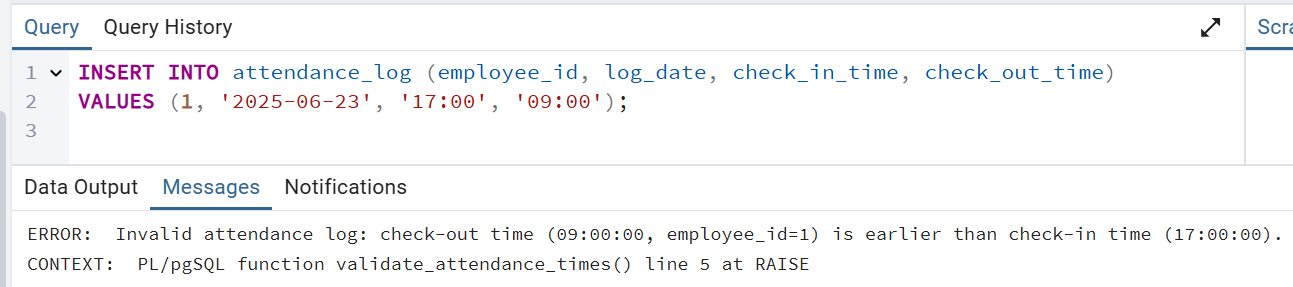 Query Query History Scra
1 INSERT INTO attendance_log (employee_id, log_date, check_in_time, check_out_time)
2 VALUES (1, '2025-06-23', '17:00', '09:00');
3
Data Output Messages Notifications
ERROR:  Invalid attendance log: check-out time (09:00:00, employee_id=1) is earlier than check-in time (17:00:00).
CONTEXT:  PL/pgSQL function validate_attendance_times() line 5 at RAISE